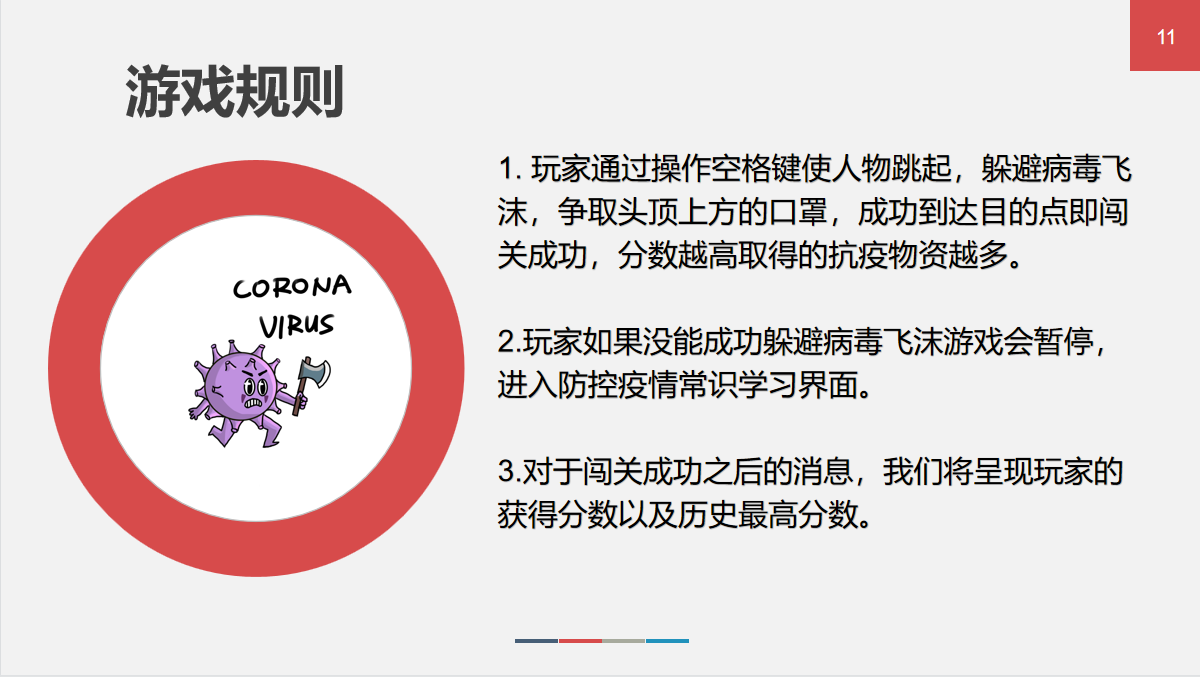 11
游戏规则
CORONA
VIRUS
1. 玩家通过操作空格键使人物跳起，躲避病毒飞
沫，争取头顶上方的口罩，成功到达目的点即闯
关成功，分数越高取得的抗疫物资越多。
2.玩家如果没能成功躲避病毒飞沫游戏会暂停，
进入防控疫情常识学习界面。
3.对于闯关成功之后的消息，我们将呈现玩家的
获得分数以及历史最高分数。